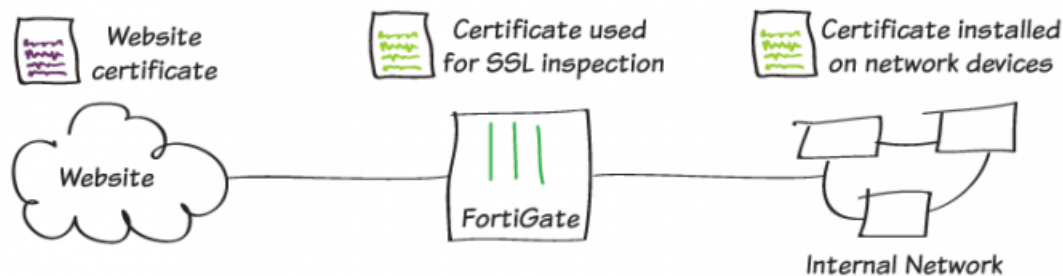 Website
certificate
Certificate used
for SSL inspection
Certificate installed
on network devices
Website
FortiGate
Internal Network